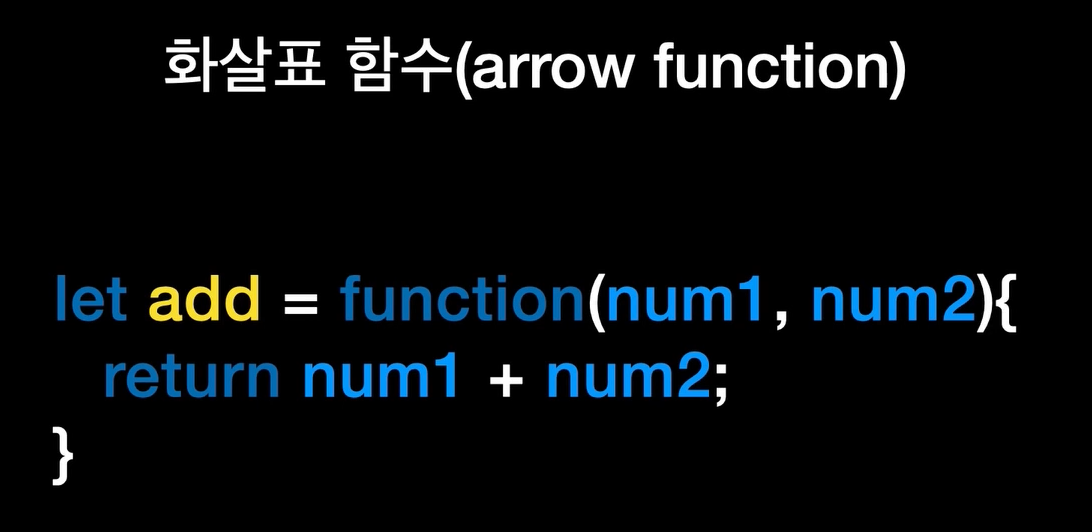 화살표 함수(arrow function)
let add = function(num1, num2){
return num1 + num2;
}